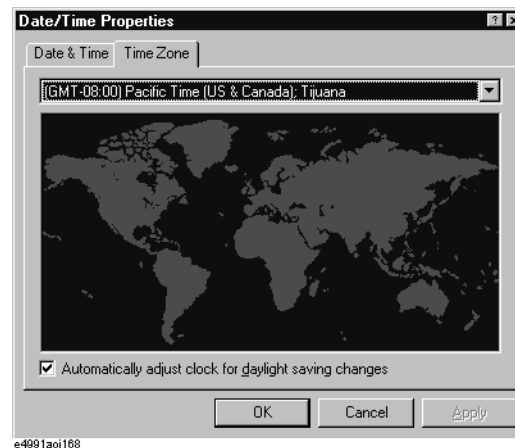 Date/Time Properties
Date & Time
Time Zone
(GMT-08:00) Pacific Time (US & Canada); Tijuana
Automatically adjust clock for daylight saving changes
OK
Cancel
Apply
e4991aoj168